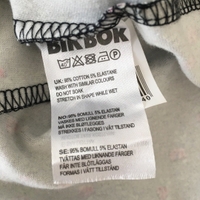 BIKBOK
UK: 95% COTTON 5% ELASTANE
WASH WITH SIMILAR COLOURS
DO NOT SOAK
STRETCH IN SHAPE WHILE WET
40
NO: 95% BOMULL 5% ELASTAN
VASKES MED LIGNENDE FARGER
MÅ IKKE BLØTLEGGES
STREKKES I FASONG I VÅT TILSTAND
SE: 95% BOMULL 5% ELASTAN
TVÄTTAS MED LIKNANDE FÄRGER
FÅR INTE BLÖTLÄGGAS
FORMAS I VÅTT TILLSTÅND